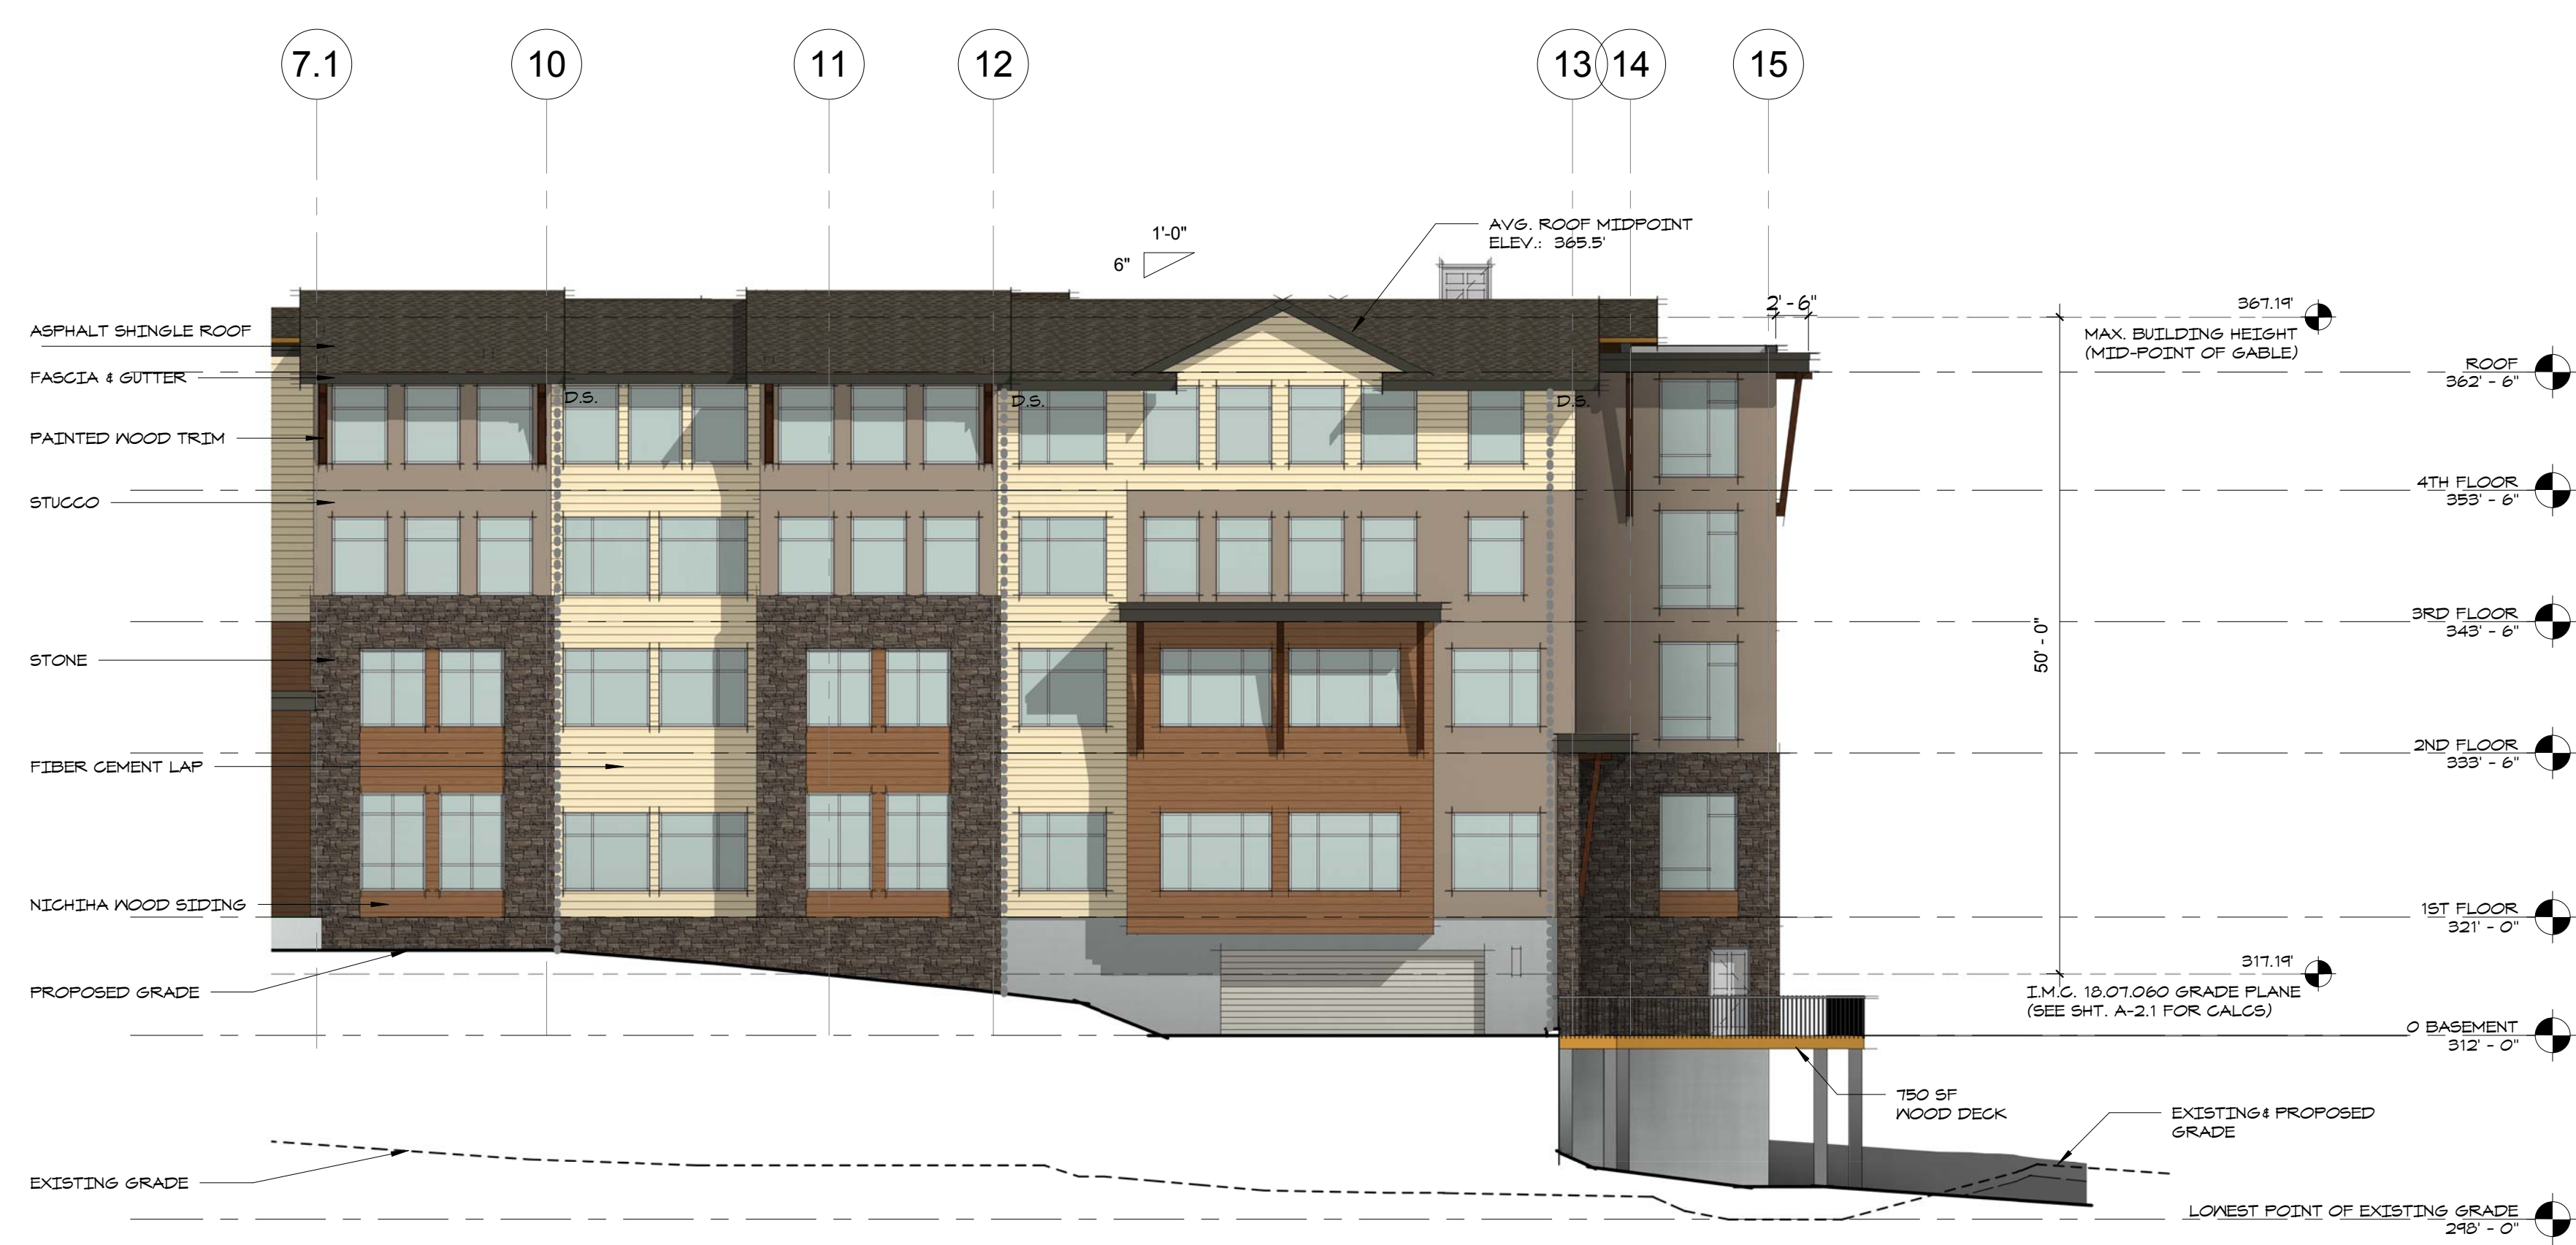 7.1
10
11
12
13
14
15
1'-0"
6"
AVG. ROOF MIDPOINT
ELEV.: 365.5'
2' - 6"
367.19'
MAX. BUILDING HEIGHT
(MID-POINT OF GABLE)
ROOF
362' - 6"
ASPHALT SHINGLE ROOF
FASCIA & GUTTER
D.S.
D.S.
D.S.
PAINTED WOOD TRIM
STUCCO
4TH FLOOR
353' - 6"
3RD FLOOR
343' - 6"
50' - 0"
STONE
2ND FLOOR
333' - 6"
FIBER CEMENT LAP
NICHIHA WOOD SIDING
1ST FLOOR
321' - 0"
317.19'
I.M.C. 18.07.060 GRADE PLANE
(SEE SHT. A-2.1 FOR CALCS)
PROPOSED GRADE
0 BASEMENT
312' - 0"
750 SF
WOOD DECK
EXISTING& PROPOSED
GRADE
EXISTING GRADE
LOWEST POINT OF EXISTING GRADE
298' - 0"